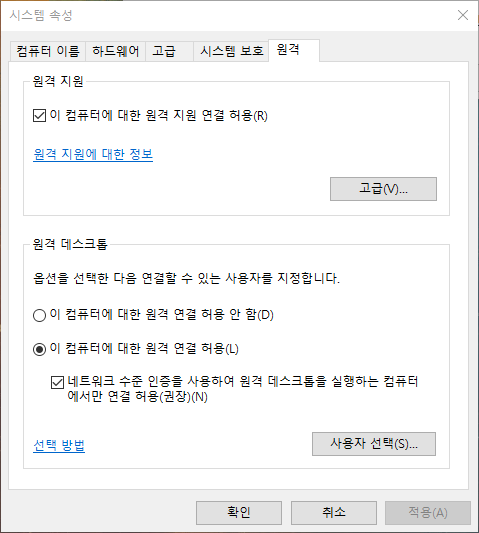 시스템 속성
컴퓨터 이름 하드웨어 고급 시스템 보호 원격
원격 지원
이 컴퓨터에 대한 원격 지원 연결 허용(R)
원격 지원에 대한 정보
고급(V)...
원격 데스크톱
옵션을 선택한 다음 연결할 수 있는 사용자를 지정합니다.
이 컴퓨터에 대한 원격 연결 허용 안 함(D)
이 컴퓨터에 대한 원격 연결 허용(L)
네트워크 수준 인증을 사용하여 원격 데스크톱을 실행하는 컴퓨터
에서만 연결 허용(권장)(N)
선택 방법
사용자 선택(S)...
확인 취소 적용(A)